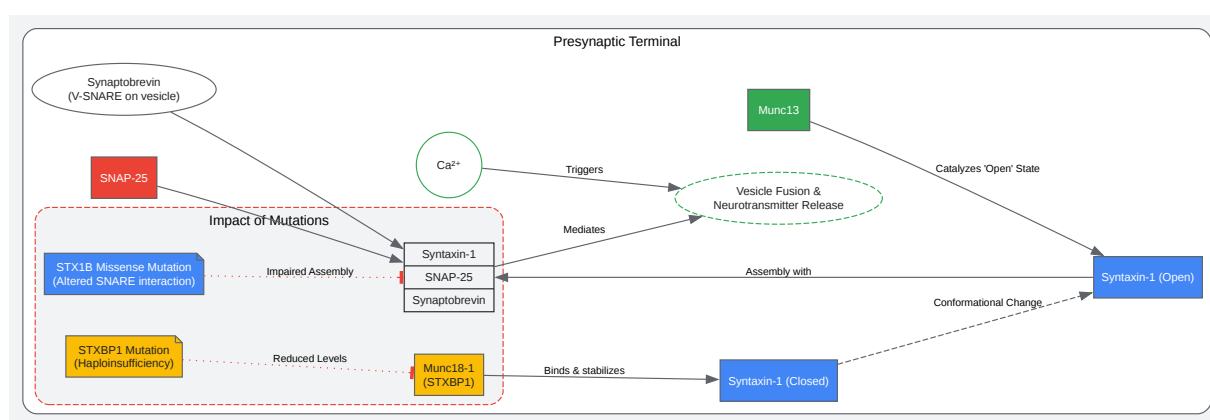 Presynaptic Terminal
Synaptobrevin
(V-SNARE on vesicle)
Munc13
SNAP-25
Ca²⁺
Triggers
Catalyzes 'Open' State
Vesicle Fusion &
Neurotransmitter Release
Impact of Mutations
Mediates
Syntaxin-1
SNAP-25
Synaptobrevin
STX1B Missense Mutation
(Altered SNARE interaction)
Impaired Assembly
Assembly with
Syntaxin-1 (Open)
Conformational Change
STXBP1 Mutation
(Haploinsufficiency)
Reduced Levels
Munc18-1
(STXBP1)
Binds & stabilizes
Syntaxin-1 (Closed)